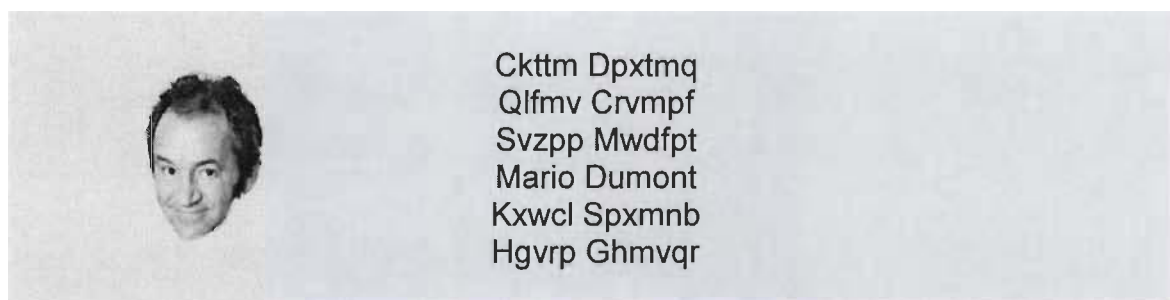 Ckttm Dpxtmq
Qlfmv Crvmpf
Svzpp Mwdfpt
Mario Dumont
Kxwcl Spxmnb
Hgvrp Ghmvqr